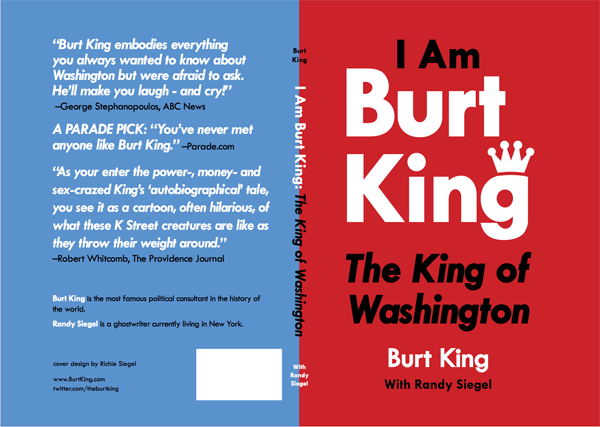 “Burt King embodies everything
you always wanted to know about
Washington but were afraid to ask.
He’ll make you laugh - and cry!”
–George Stephanopoulos, ABC News
A PARADE PICK: “You’ve never met
anyone like Burt King.” –Parade.com
“As your enter the power-, money- and
sex-crazed King’s ‘autobiographical’ tale,
you see it as a cartoon, often hilarious, of
what these K Street creatures are like as
they throw their weight around.”
–Robert Whitcomb, The Providence Journal
Burt King is the most famous political consultant in the history of
the world.
Randy Siegel is a ghostwriter currently living in New York.
cover design by Richie Siegel
www.BurtKing.com
twitter.com/theburtking
Burt
King
I Am Burt King: The King of Washington
With
Randy
Siegel
I Am
Burt
King
The King of
Washington
Burt King
With Randy Siegel